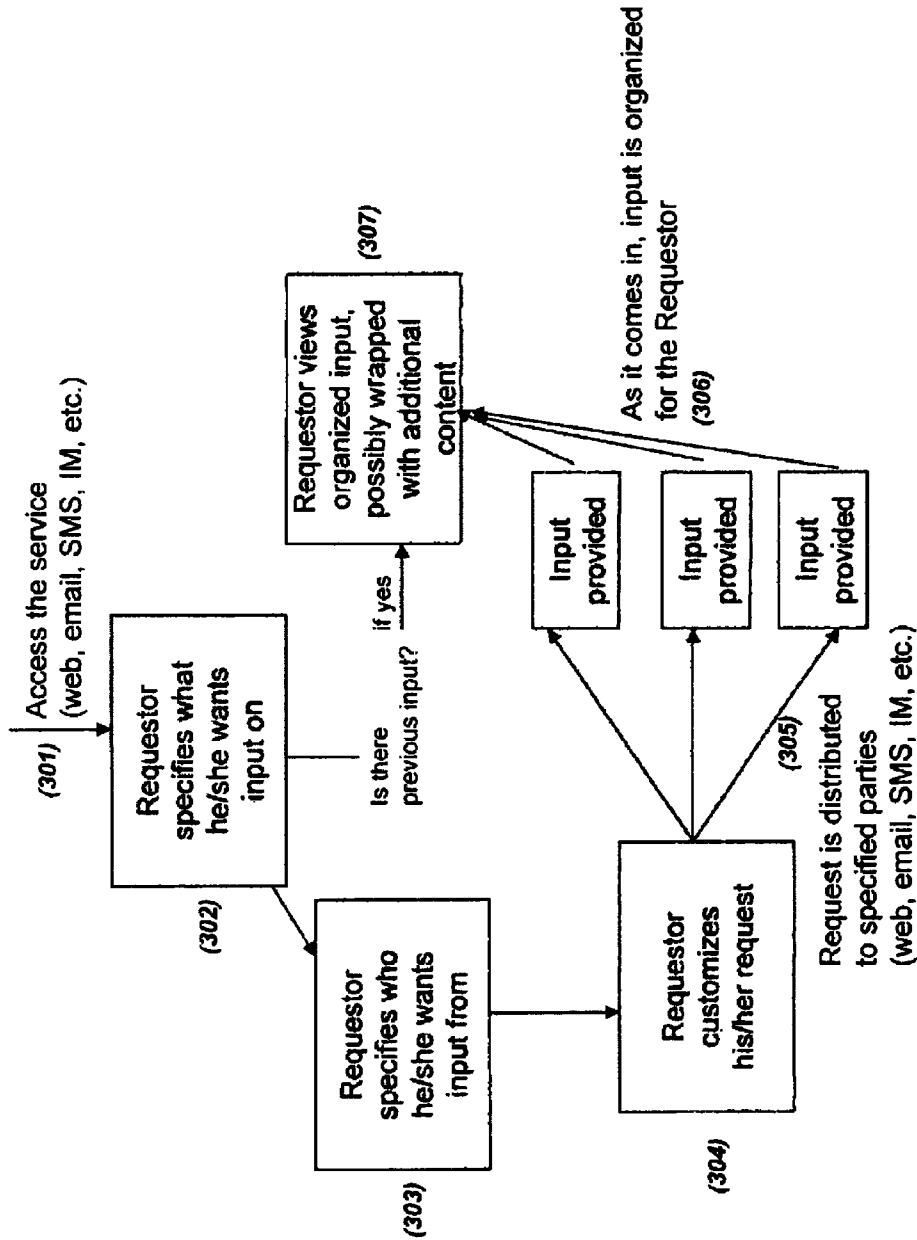 (301)
Access the service
(web, email, SMS, IM, etc.)
Requestor
specifies what
he/she wants
input on
(302)
Is there
previous input?
if yes
Requestor views
organized input,
possibly wrapped
with additional
content
(307)
Requestor
specifies who
he/she wants
input from
(303)
Requestor
customizes
his/her request
(304)
(305)
Request is distributed
to specified parties
(web, email, SMS, IM, etc.)
Input
provided
Input
provided
Input
provided
As it comes in, input is organized
for the Requestor
(306)